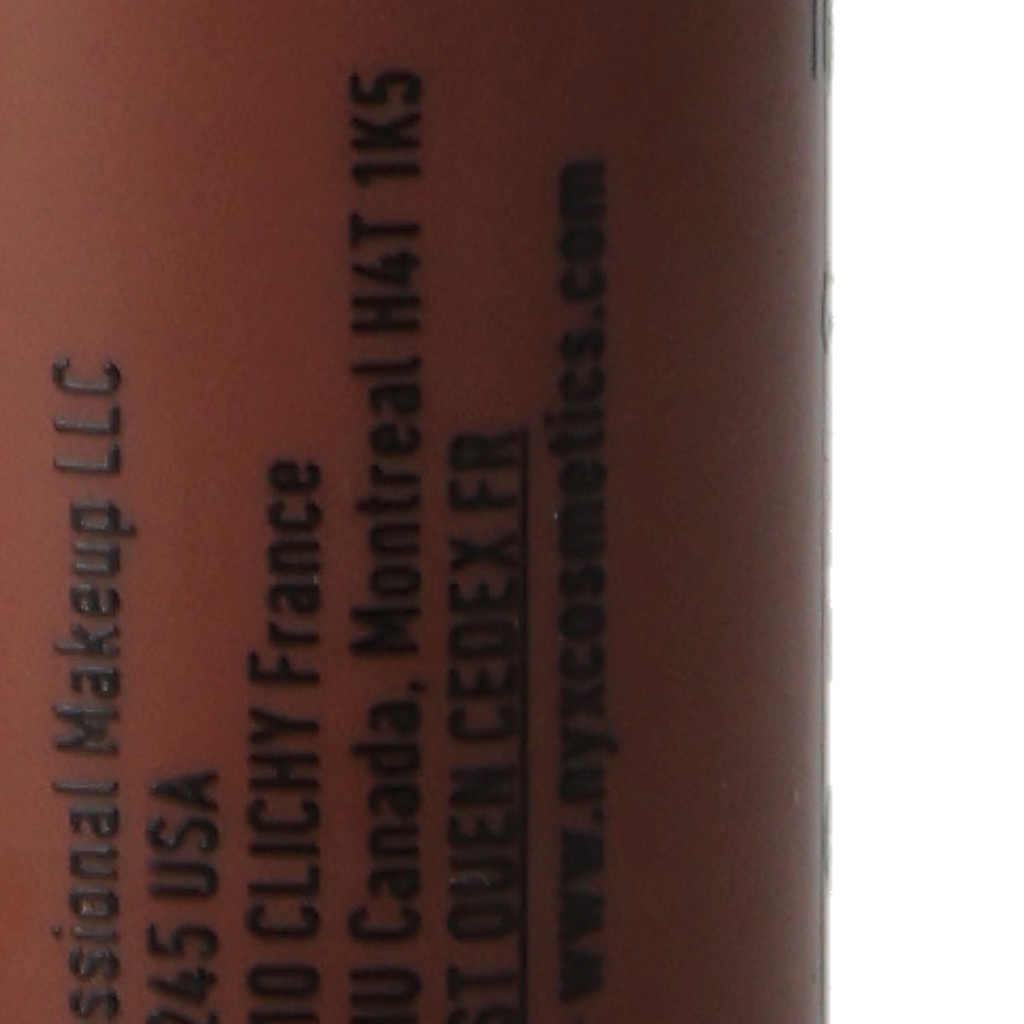 ssional Makeup LLC
245 USA
10 CLICHY France
IU Canada, Montreal H4T 1K5
ST OUEN CEDEX FR
www.nyxcosmetics.com